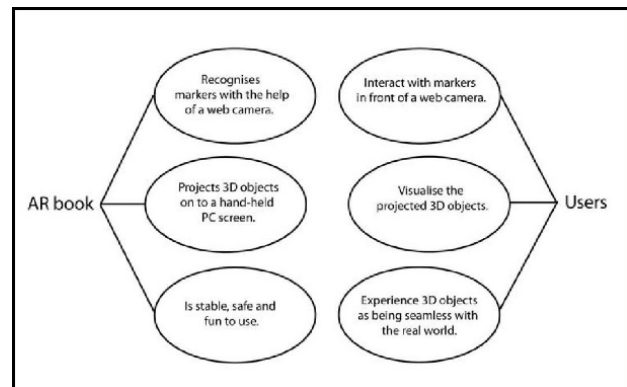 AR book
Recognises
markers with the help
of a web camera.
Projects 3D objects
on to a hand-held
PC screen.
Is stable, safe and
fun to use.
Interact with markers
in front of a web camera.
Visualise the
projected 3D objects.
Experience 3D objects
as being seamless with
the real world.
Users